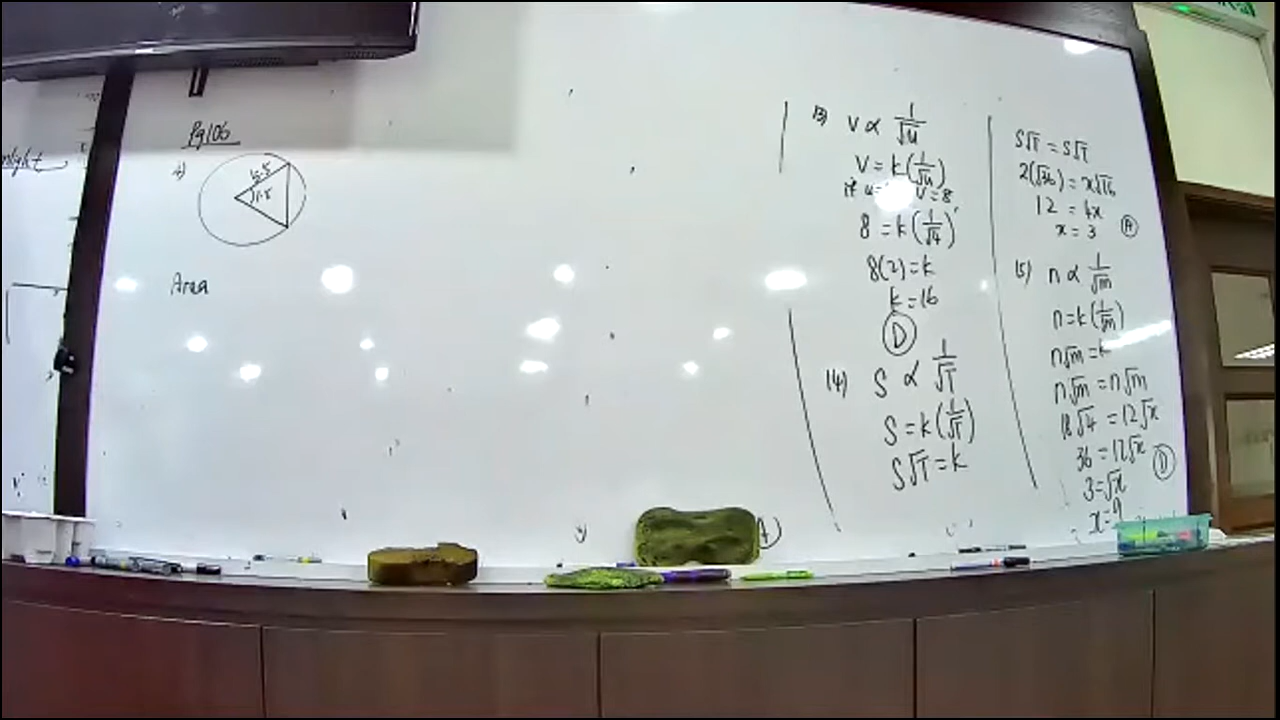 Pg106
Area
13) V ∝ 1/√u
V = k(1/√u)
if u V = 8
8 = k(1/√4)
8(2) = k
k = 16
(D)
14) S ∝ 1/√T
S = k(1/√T)
S√T = k
S√T = S√T
2(√36) = x√16
12 = 4x
x = 3 (A)
15) n ∝ 1/√m
n = k(1/√m)
n√m = k
n√m = n√m
18√4 = 12√x
36 = 12√x (D)
3 = √x
x = 9